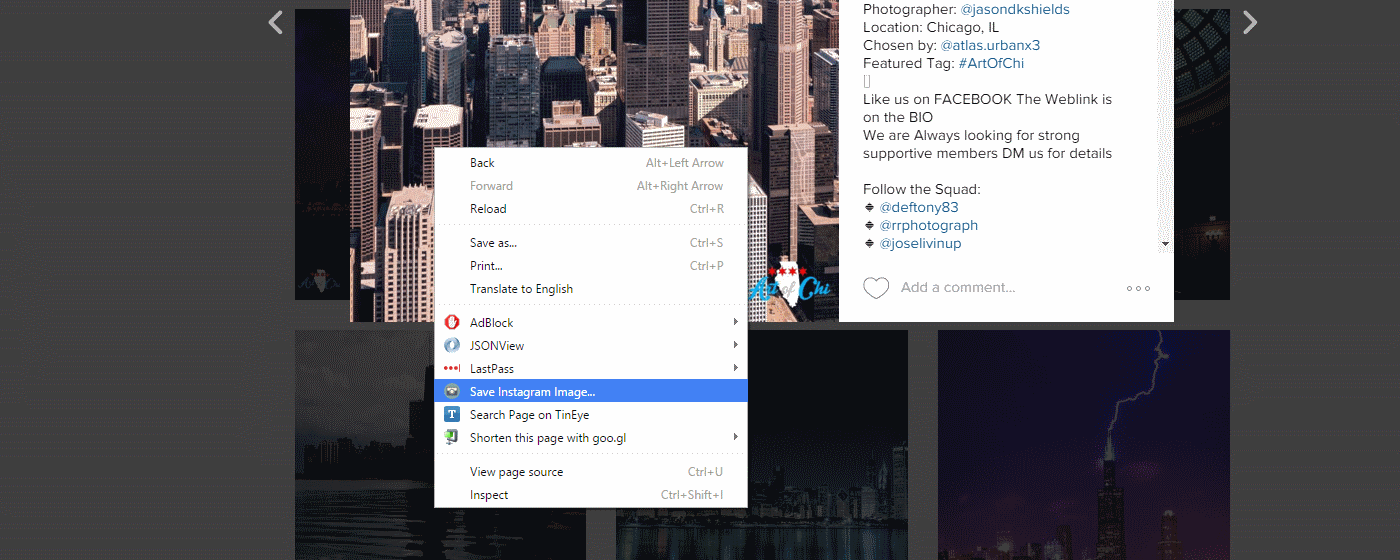 Photographer: @jasondkshields
Location: Chicago, IL
Chosen by: @atlas.urbanx3
Featured Tag: #ArtOfChi
Like us on FACEBOOK The Weblink is
on the BIO
We are Always looking for strong
supportive members DM us for details
Follow the Squad:
@deftony83
@rrphotograph
@joselivinup
Add a comment...
Back Alt+Left Arrow
Forward Alt+Right Arrow
Reload Ctrl+R
Save as... Ctrl+S
Print... Ctrl+P
Translate to English
AdBlock
JSONView
LastPass
Save Instagram Image...
T Search Page on TinEye
Shorten this page with goo.gl
View page source Ctrl+U
Inspect Ctrl+Shift+I
Art of Chi
Art of Chi